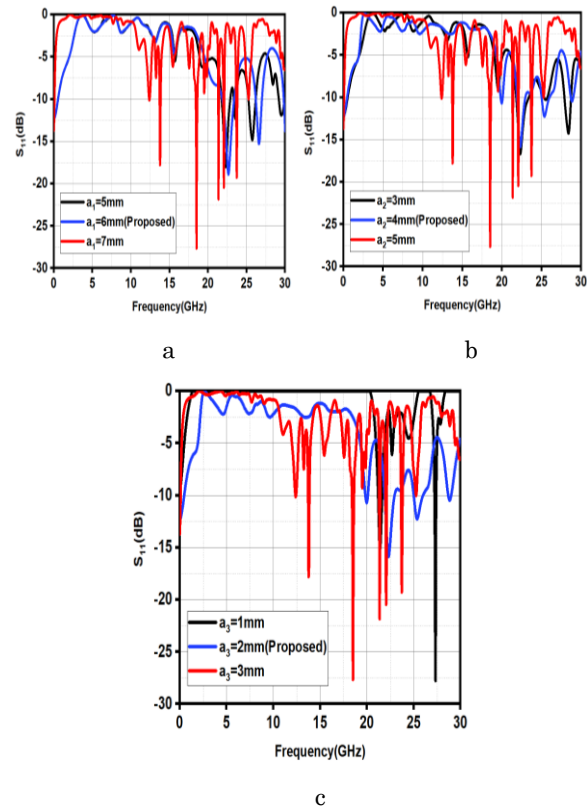 0
-5
-10
-15
-20
-25
-30
S11(dB)
a1=5mm
a1=6mm(Proposed)
a1=7mm
0 5 10 15 20 25 30
Frequency(GHz)
a
0
-5
-10
-15
-20
-25
-30
S11(dB)
a2=3mm
a2=4mm(Proposed)
a2=5mm
0 5 10 15 20 25 30
Frequency(GHz)
b
0
-5
-10
-15
-20
-25
-30
S11(dB)
a3=1mm
a3=2mm(Proposed)
a3=3mm
0 5 10 15 20 25 30
Frequency(GHz)
c